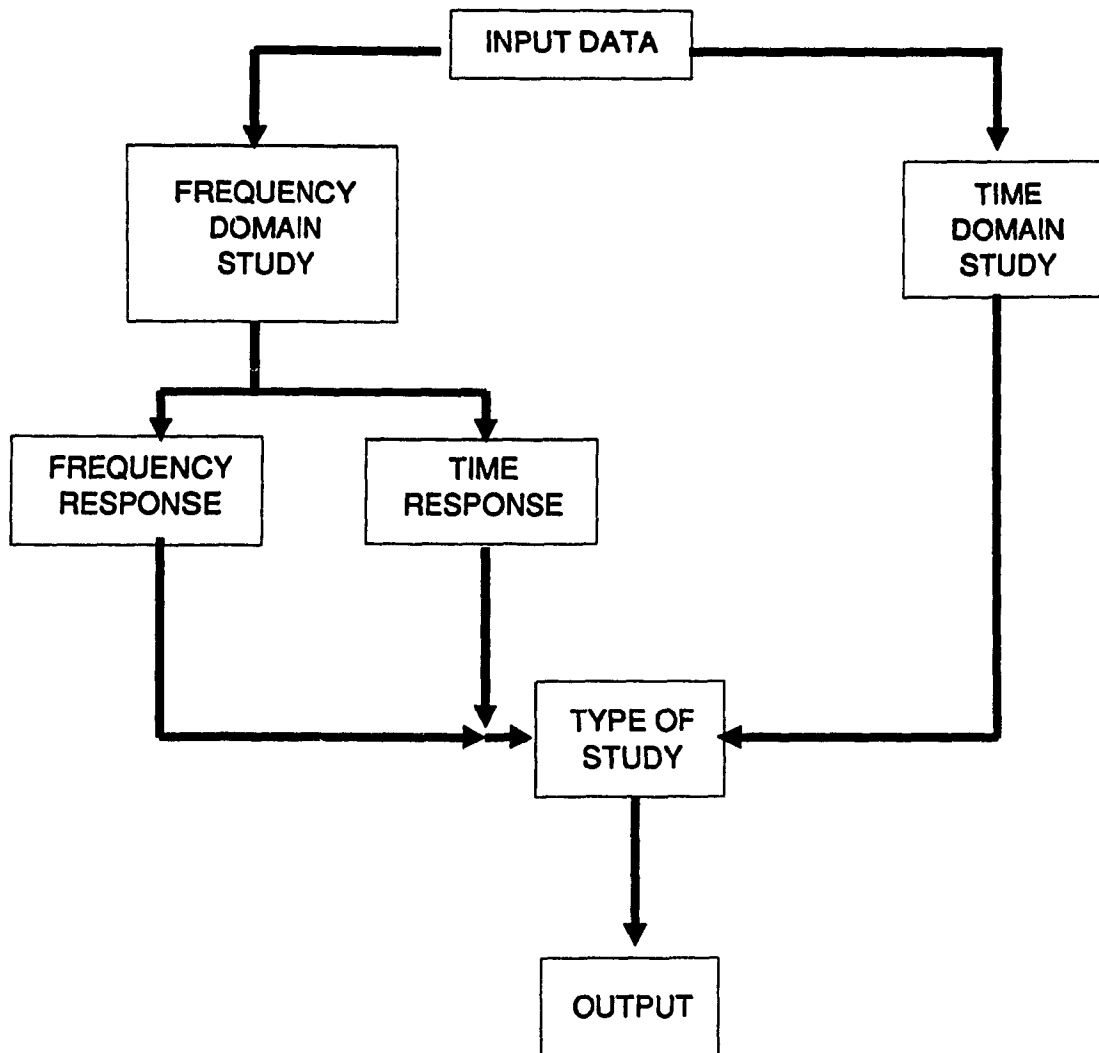 INPUT DATA
FREQUENCY
DOMAIN
STUDY
TIME
DOMAIN
STUDY
FREQUENCY
RESPONSE
TIME
RESPONSE
TYPE OF
STUDY
OUTPUT